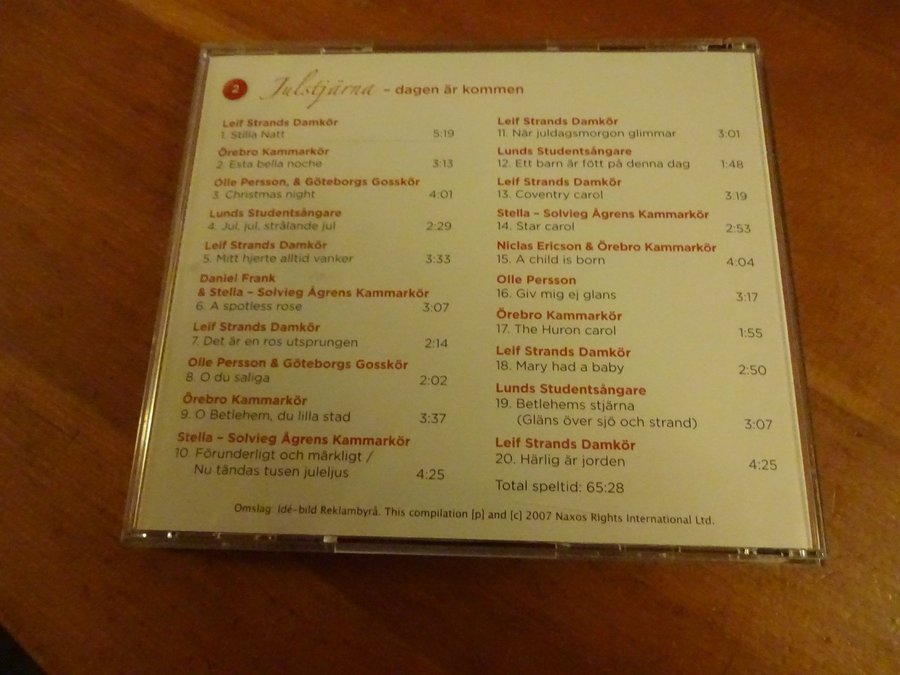 2 Julstjärna – dagen är kommen
Leif Strands Damkör
1. Stilla Natt 5:19
Örebro Kammarkör
2. Esta bella noche 3:13
Olle Persson, & Göteborgs Gosskör
3. Christmas night 4:01
Lunds Studentsångare
4. Jul, jul, strålande jul 2:29
Leif Strands Damkör
5. Mitt hjerte alltid vanker 3:33
Daniel Frank
& Stella – Solvieg Ågrens Kammarkör
6. A spotless rose 3:07
Leif Strands Damkör
7. Det är en ros utsprungen 2:14
Olle Persson & Göteborgs Gosskör
8. O du saliga 2:02
Örebro Kammarkör
9. O Betlehem, du lilla stad 3:37
Stella – Solvieg Ågrens Kammarkör
10. Förunderligt och märkligt /
Nu tändas tusen juleljus 4:25
Leif Strands Damkör
11. När juldagsmorgon glimmar 3:01
Lunds Studentsångare
12. Ett barn är fött på denna dag 1:48
Leif Strands Damkör
13. Coventry carol 3:19
Stella – Solvieg Ågrens Kammarkör
14. Star carol 2:53
Niclas Ericson & Örebro Kammarkör
15. A child is born 4:04
Olle Persson
16. Giv mig ej glans 3:17
Örebro Kammarkör
17. The Huron carol 1:55
Leif Strands Damkör
18. Mary had a baby 2:50
Lunds Studentsångare
19. Betlehems stjärna
(Gläns över sjö och strand) 3:07
Leif Strands Damkör
20. Härlig är jorden 4:25
Total speltid: 65:28
Omslag: Idé-bild Reklambyrå. This compilation [p] and [c] 2007 Naxos Rights International Ltd.